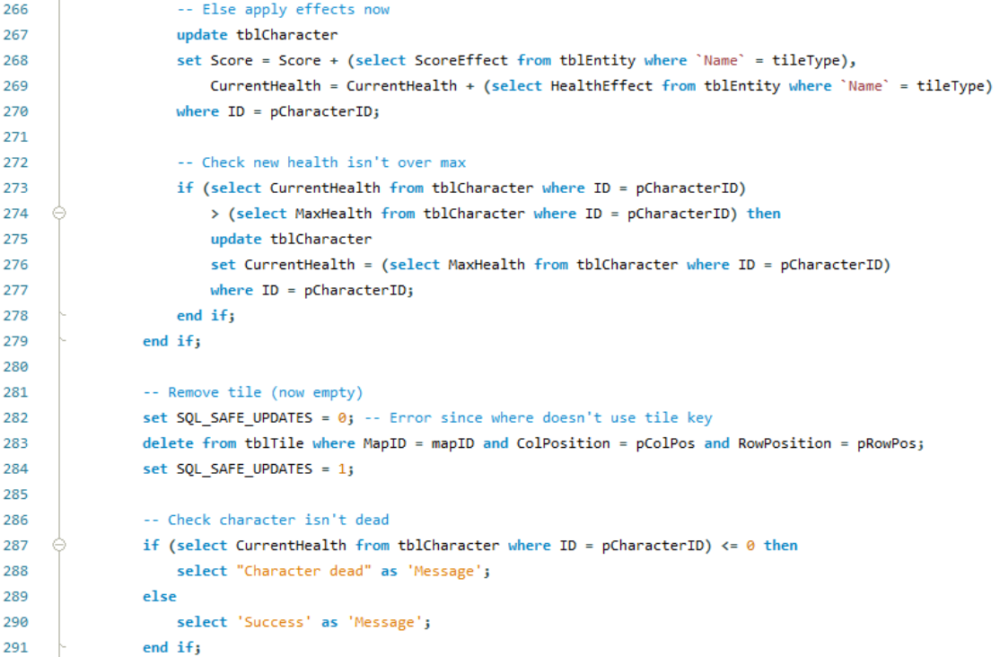 266 -- Else apply effects now
267 update tblCharacter
268 set Score = Score + (select ScoreEffect from tblEntity where `Name` = tileType),
269 CurrentHealth = CurrentHealth + (select HealthEffect from tblEntity where `Name` = tileType)
270 where ID = pCharacterID;
271
272 -- Check new health isn't over max
273 if (select CurrentHealth from tblCharacter where ID = pCharacterID)
274 > (select MaxHealth from tblCharacter where ID = pCharacterID) then
275 update tblCharacter
276 set CurrentHealth = (select MaxHealth from tblCharacter where ID = pCharacterID)
277 where ID = pCharacterID;
278 end if;
279 end if;
280
281 -- Remove tile (now empty)
282 set SQL_SAFE_UPDATES = 0; -- Error since where doesn't use tile key
283 delete from tblTile where MapID = mapID and ColPosition = pColPos and RowPosition = pRowPos;
284 set SQL_SAFE_UPDATES = 1;
285
286 -- Check character isn't dead
287 if (select CurrentHealth from tblCharacter where ID = pCharacterID) <= 0 then
288 select "Character dead" as 'Message';
289 else
290 select 'Success' as 'Message';
291 end if;